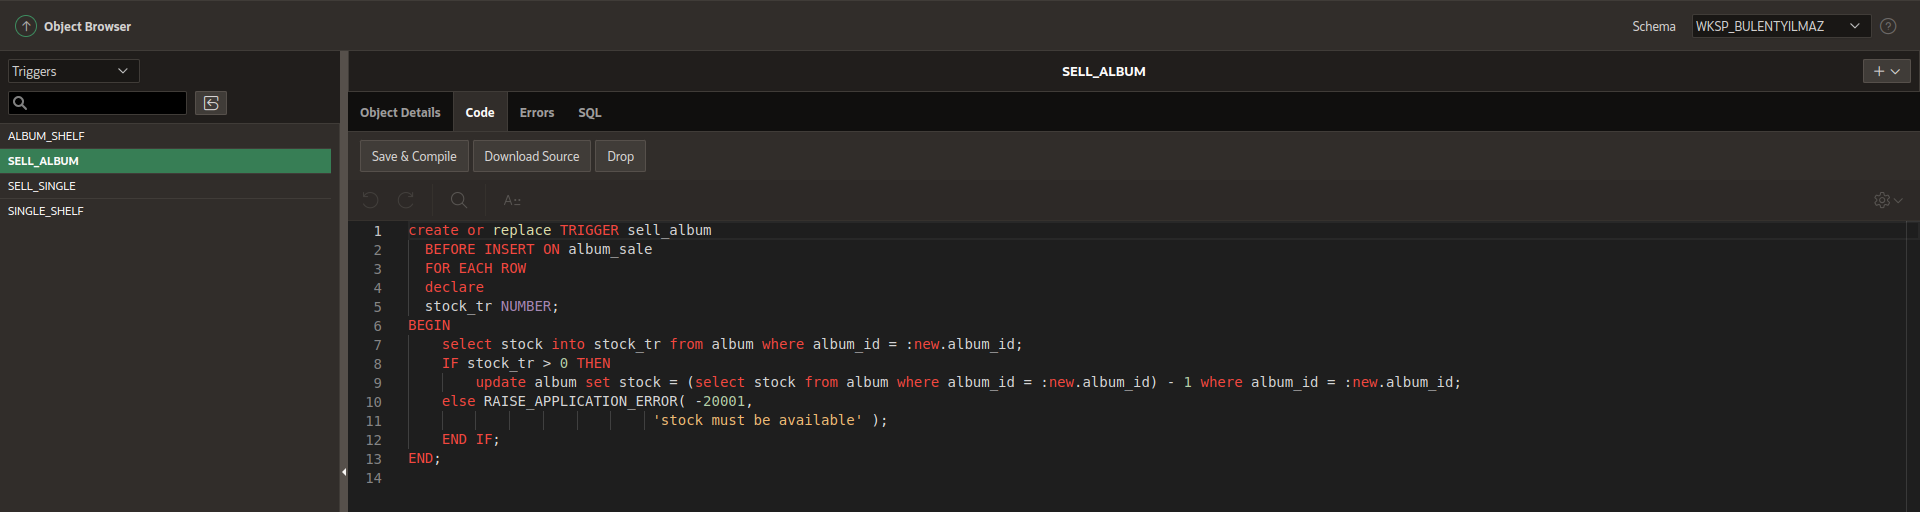 Object Browser
Schema WKSP_BULENTYILMAZ
Triggers
SELL_ALBUM
Object Details Code Errors SQL
ALBUM_SHELF
SELL_ALBUM
SELL_SINGLE
SINGLE_SHELF
Save & Compile Download Source Drop
1 create or replace TRIGGER sell_album
2 BEFORE INSERT ON album_sale
3 FOR EACH ROW
4 declare
5 stock_tr NUMBER;
6 BEGIN
7 select stock into stock_tr from album where album_id = :new.album_id;
8 IF stock_tr > 0 THEN
9 update album set stock = (select stock from album where album_id = :new.album_id) - 1 where album_id = :new.album_id;
10 else RAISE_APPLICATION_ERROR( -20001,
11 'stock must be available' );
12 END IF;
13 END;
14